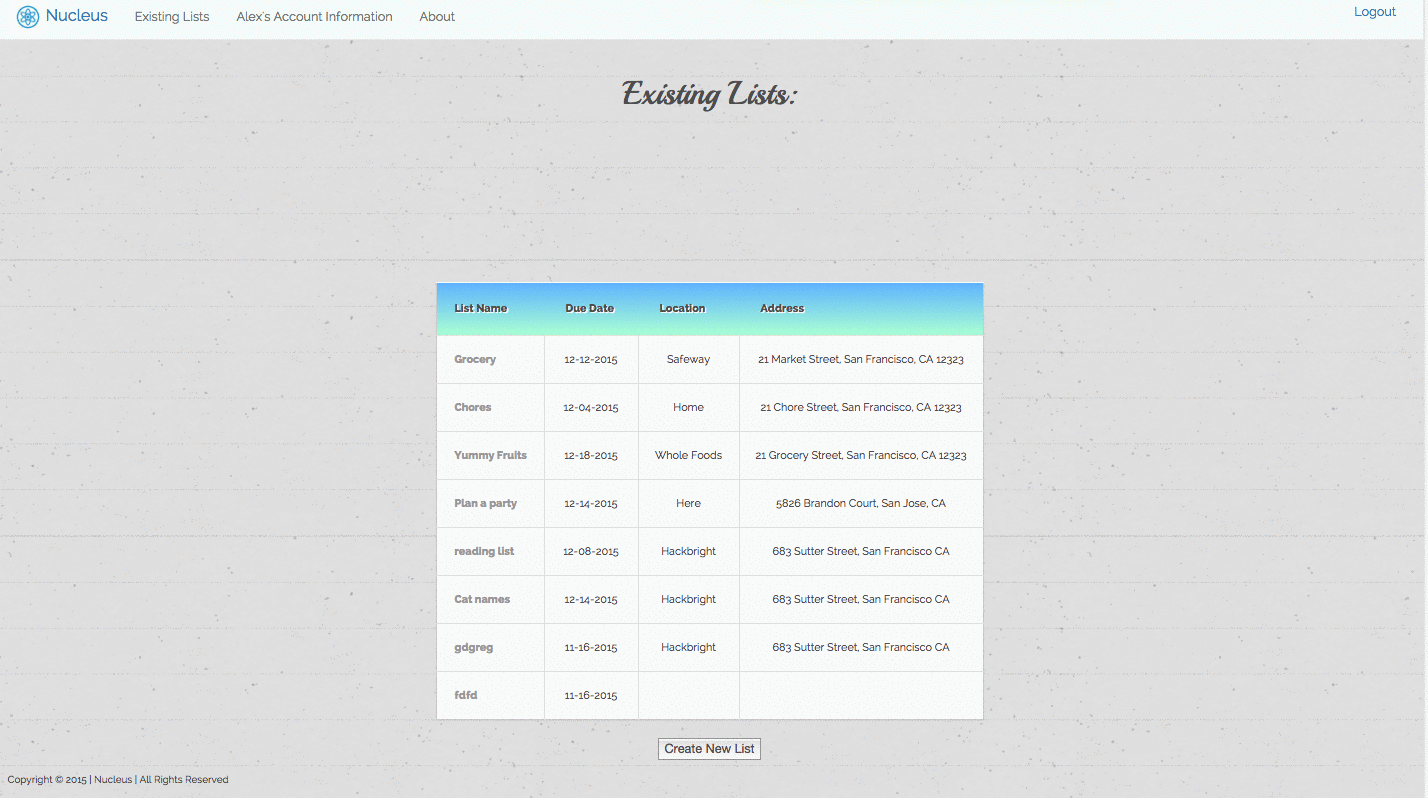 Nucleus Existing Lists Alex's Account Information About Logout
Existing Lists:
List Name Due Date Location Address
Grocery 12-12-2015 Safeway 21 Market Street, San Francisco, CA 12323
Chores 12-04-2015 Home 21 Chore Street, San Francisco, CA 12323
Yummy Fruits 12-18-2015 Whole Foods 21 Grocery Street, San Francisco, CA 12323
Plan a party 12-14-2015 Here 5826 Brandon Court, San Jose, CA
reading list 12-08-2015 Hackbright 683 Sutter Street, San Francisco CA
Cat names 12-14-2015 Hackbright 683 Sutter Street, San Francisco CA
gdgreg 11-16-2015 Hackbright 683 Sutter Street, San Francisco CA
fdfd 11-16-2015
Create New List
Copyright © 2015 | Nucleus | All Rights Reserved